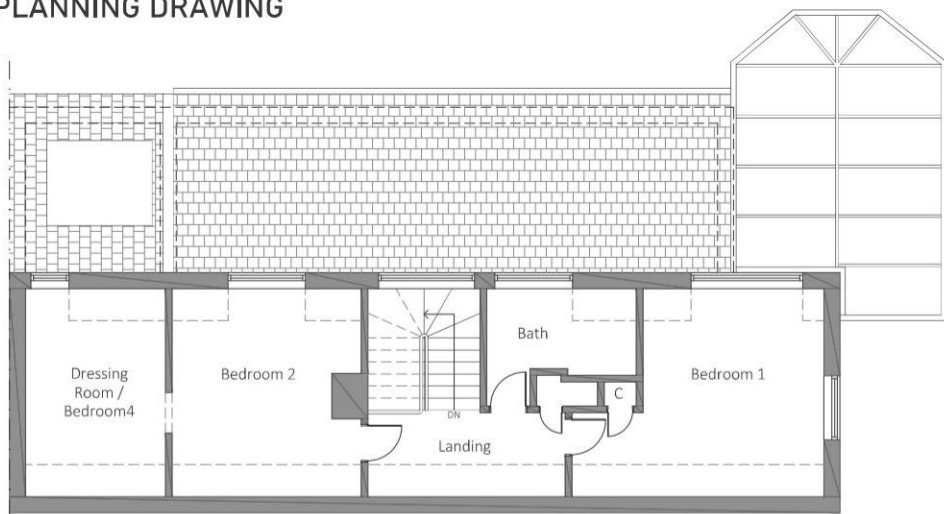 PLANNING DRAWING
Dressing
Room /
Bedroom4
Bedroom 2
DN
Landing
Bath
C
Bedroom 1